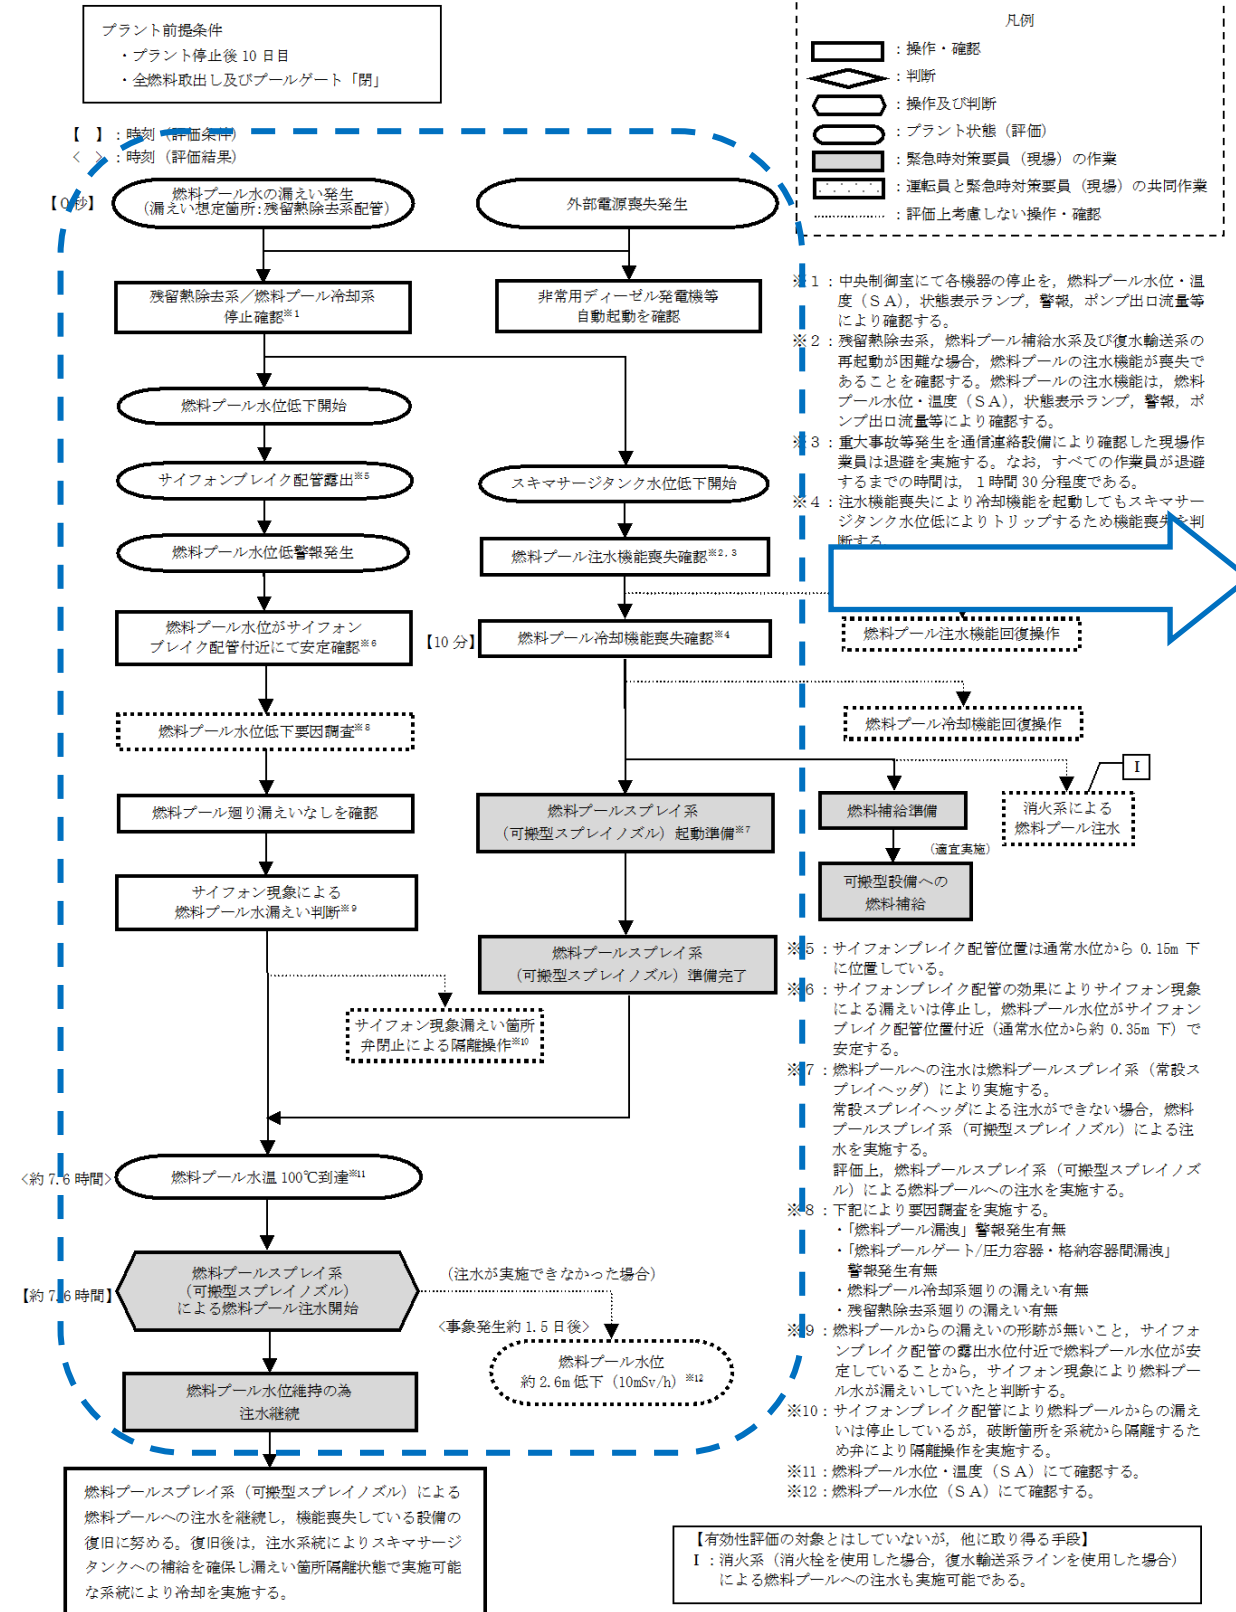 プラント前提条件
・プラント停止後 10 日目
・全燃料取出し及びプールゲート「閉」
凡例
：操作・確認
：判断
：操作及び判断
：プラント状態（評価）
：緊急時対策要員（現場）の作業
：運転員と緊急時対策要員（現場）の共同作業
：評価上考慮しない操作・確認
【　】：時刻（評価条件）
＜　＞：時刻（評価結果）
【0秒】
燃料プール水の漏えい発生
（漏えい想定箇所:残留熱除去系配管）
外部電源喪失発生
残留熱除去系／燃料プール冷却系
停止確認※1
非常用ディーゼル発電機等
自動起動を確認
燃料プール水位低下開始
サイフォンブレイク配管露出※5
スキマサージタンク水位低下開始
燃料プール水位低警報発生
燃料プール注水機能喪失確認※2,3
燃料プール水位がサイフォン
ブレイク配管付近にて安定確認※6
【10 分】
燃料プール冷却機能喪失確認※4
燃料プール注水機能回復操作
燃料プール水位低下要因調査※8
燃料プール冷却機能回復操作
I
燃料プール廻り漏えいなしを確認
燃料プールスプレイ系
（可搬型スプレイノズル）起動準備※7
燃料補給準備
消火系による
燃料プール注水
（適宜実施）
可搬型設備への
燃料補給
サイフォン現象による
燃料プール水漏えい判断※9
燃料プールスプレイ系
（可搬型スプレイノズル）準備完了
サイフォン現象漏えい箇所
弁閉止による隔離操作※10
<約 7.6 時間>
燃料プール水温 100℃到達※11
【約 7.6 時間】
燃料プールスプレイ系
（可搬型スプレイノズル）
による燃料プール注水開始
（注水が実施できなかった場合）
<事象発生約 1.5 日後>
燃料プール水位
約 2.6m 低下（10mSv/h）※12
燃料プール水位維持の為
注水継続
燃料プールスプレイ系（可搬型スプレイノズル）による
燃料プールへの注水を継続し，機能喪失している設備の
復旧に努める。復旧後は，注水系統によりスキマサージ
タンクへの補給を確保し漏えい箇所隔離状態で実施可能
な系統により冷却を実施する。
※1：中央制御室にて各機器の停止を，燃料プール水位・温
度（ＳＡ），状態表示ランプ，警報，ポンプ出口流量等
により確認する。
※2：残留熱除去系，燃料プール補給水系及び復水輸送系の
再起動が困難な場合，燃料プールの注水機能が喪失で
あることを確認する。燃料プールの注水機能は，燃料
プール水位・温度（ＳＡ），状態表示ランプ，警報，ポ
ンプ出口流量等により確認する。
※3：重大事故等発生を通信連絡設備により確認した現場作
業員は退避を実施する。なお，すべての作業員が退避
するまでの時間は，１時間 30 分程度である。
※4：注水機能喪失により冷却機能を起動してもスキマサー
ジタンク水位低によりトリップするため機能喪失を判
断する。
※5：サイフォンブレイク配管位置は通常水位から 0.15m 下
に位置している。
※6：サイフォンブレイク配管の効果によりサイフォン現象
による漏えいは停止し，燃料プール水位がサイフォン
ブレイク配管位置付近（通常水位から約 0.35m 下）で
安定する。
※7：燃料プールへの注水は燃料プールスプレイ系（常設ス
プレイヘッダ）により実施する。
常設スプレイヘッダによる注水ができない場合，燃料
プールスプレイ系（可搬型スプレイノズル）による注
水を実施する。
評価上，燃料プールスプレイ系（可搬型スプレイノズ
ル）による燃料プールへの注水を実施する。
※8：下記により要因調査を実施する。
・「燃料プール漏洩」警報発生有無
・「燃料プールゲート/圧力容器・格納容器間漏洩」
警報発生有無
・燃料プール冷却系廻りの漏えい有無
・残留熱除去系廻りの漏えい有無
※9：燃料プールからの漏えいの形跡が無いこと，サイフォ
ンブレイク配管の露出水位付近で燃料プール水位が安
定していることから，サイフォン現象により燃料プー
ル水が漏えいしていたと判断する。
※10：サイフォンブレイク配管により燃料プールからの漏え
いは停止しているが，破断箇所を系統から隔離するた
め弁により隔離操作を実施する。
※11：燃料プール水位・温度（ＳＡ）にて確認する。
※12：燃料プール水位（ＳＡ）にて確認する。
【有効性評価の対象とはしていないが，他に取り得る手段】
Ｉ：消火系（消火栓を使用した場合，復水輸送系ラインを使用した場合）
による燃料プールへの注水も実施可能である。